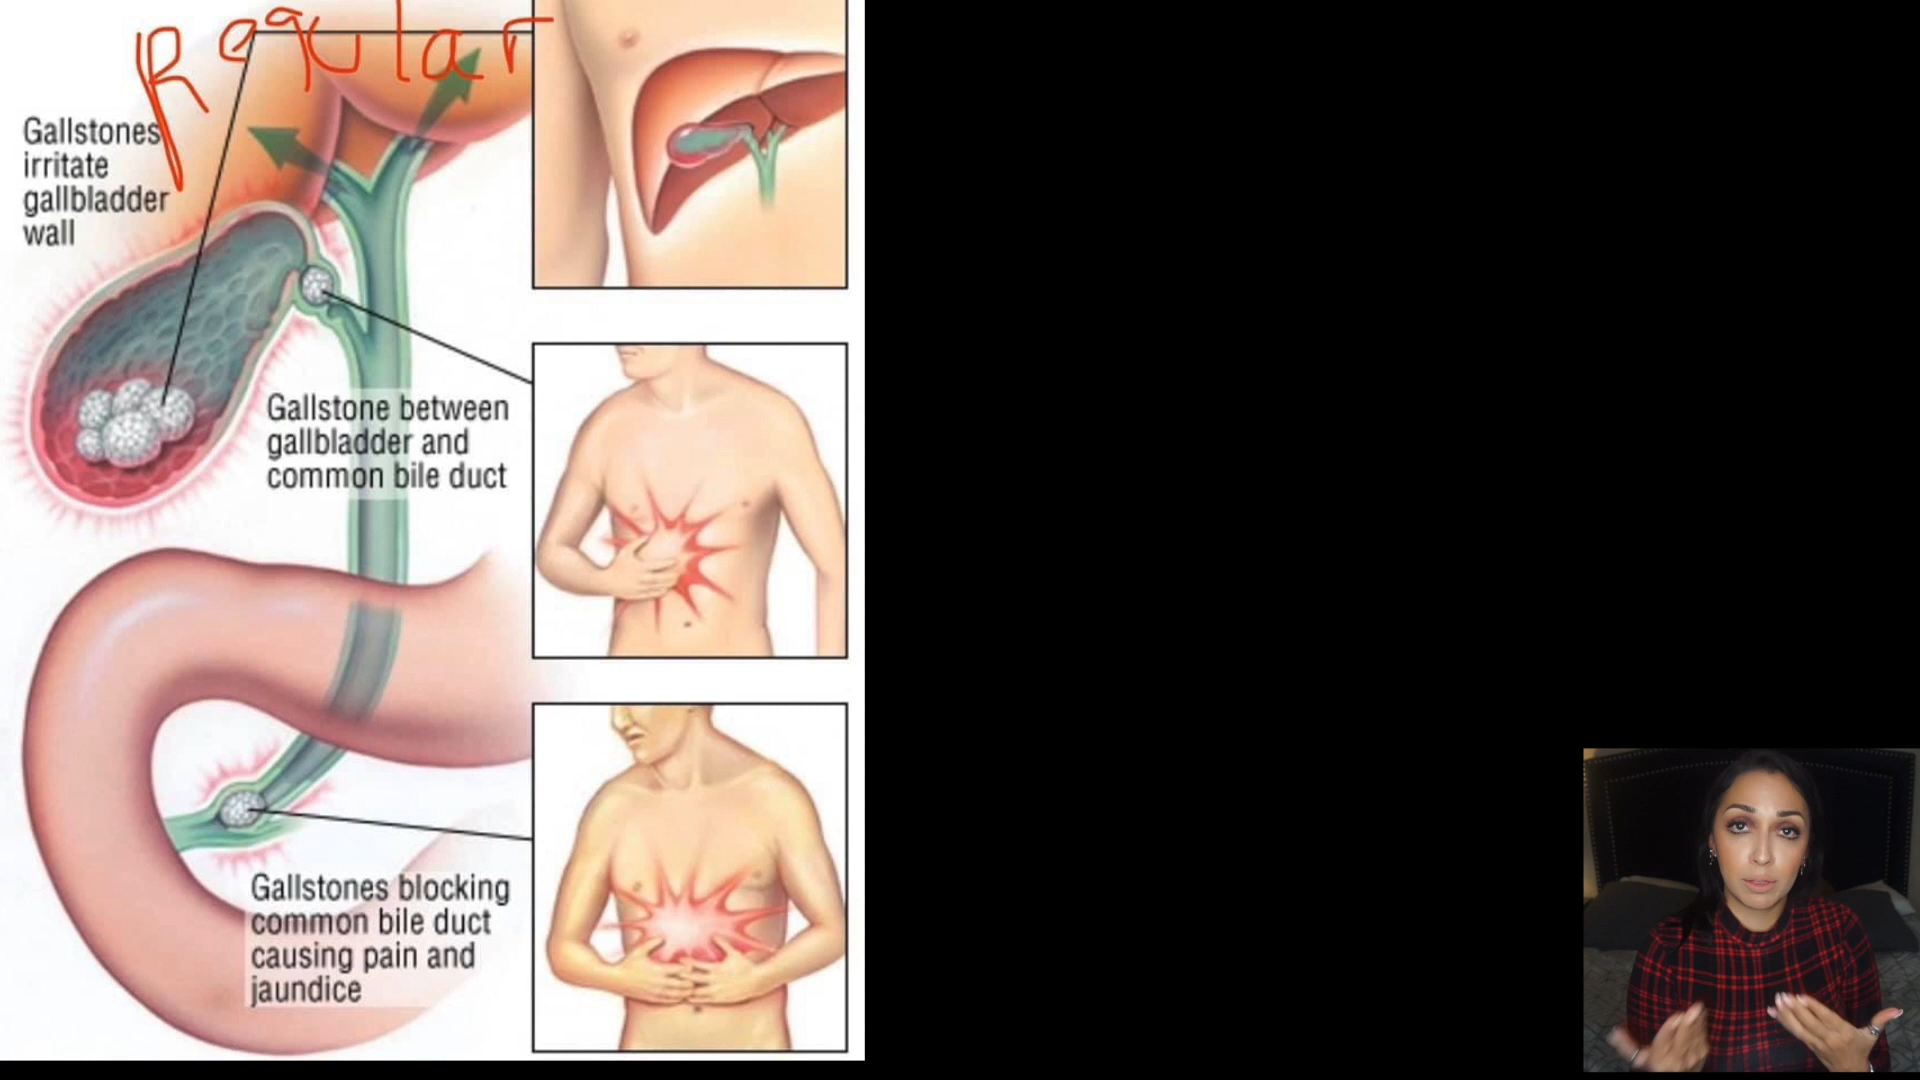 Regular
Gallstones
irritate
gallbladder
wall
Gallstone between
gallbladder and
common bile duct
Gallstones blocking
common bile duct
causing pain and
jaundice